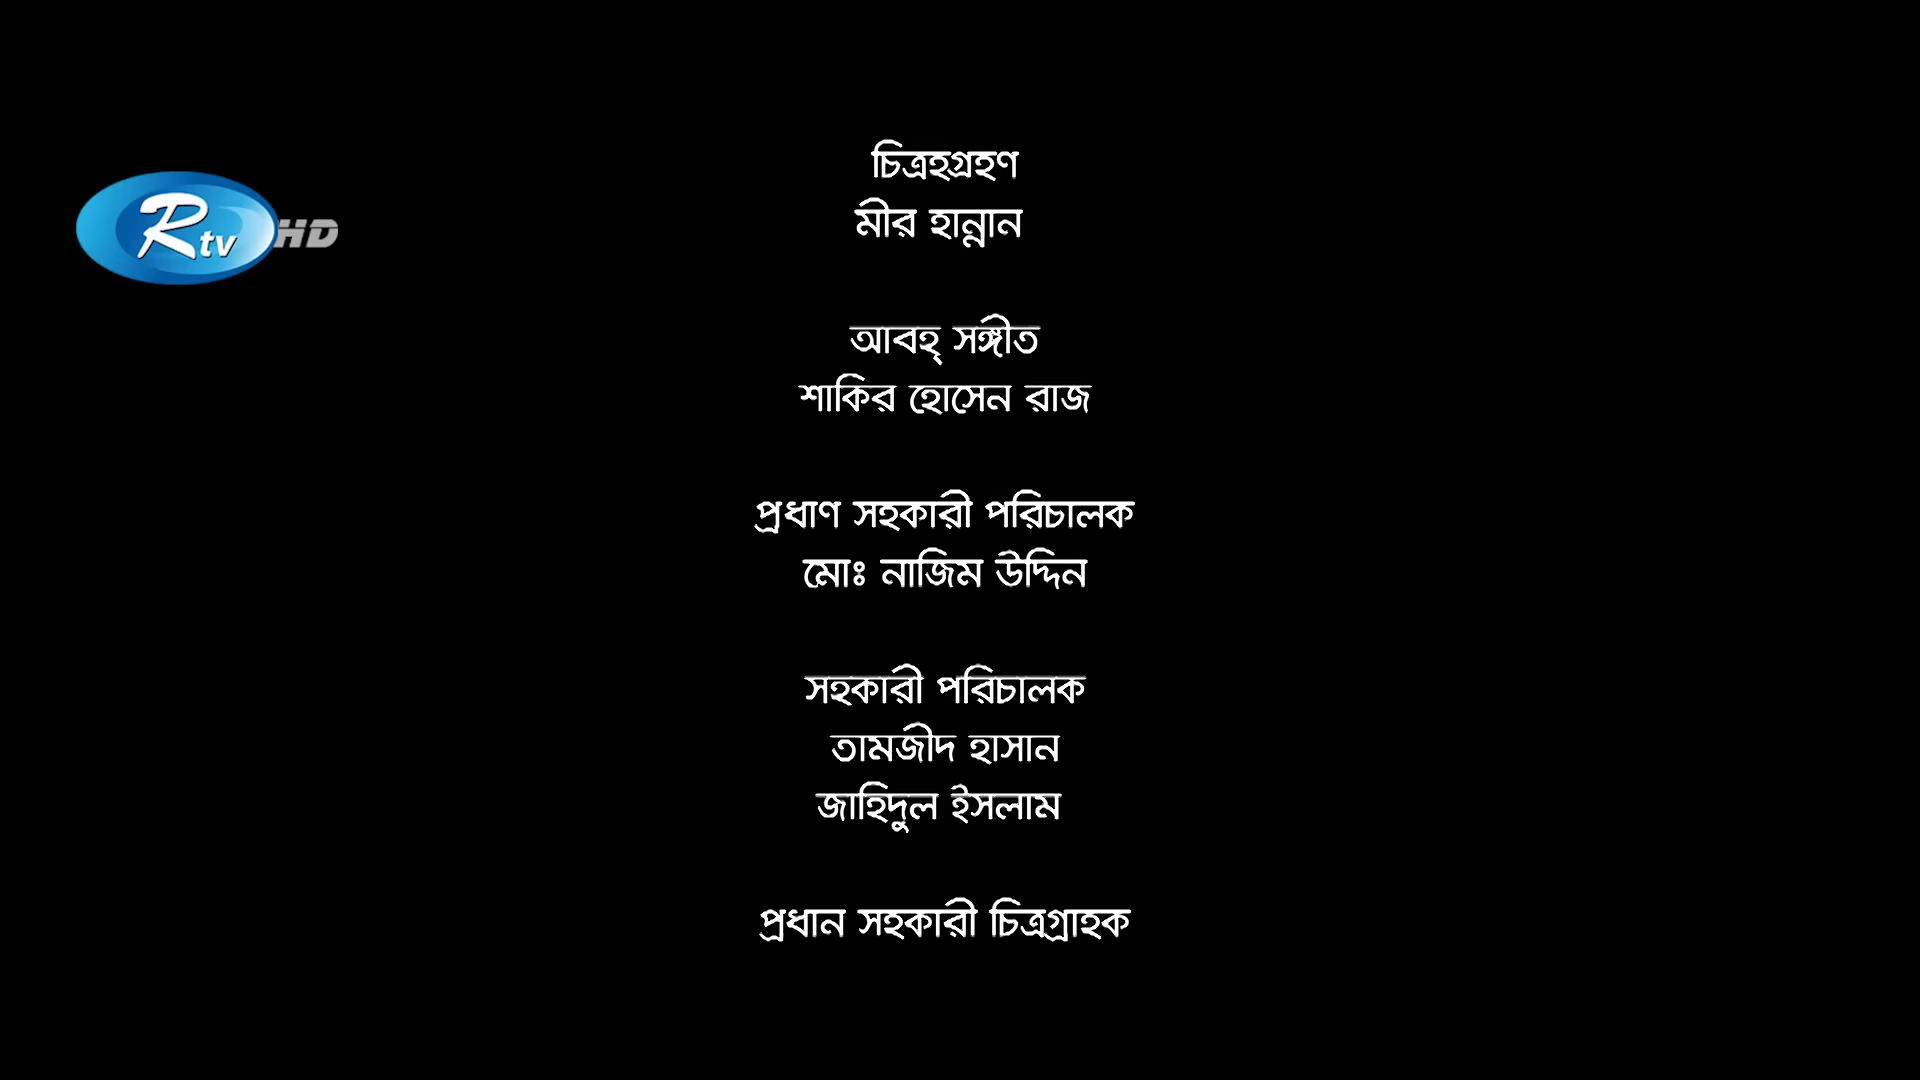 Rtv HD
চিত্রহগ্রহণ
মীর হান্নান
আবহ্ সঙ্গীত
শাকির হোসেন রাজ
প্রধাণ সহকারী পরিচালক
মোঃ নাজিম উদ্দিন
সহকারী পরিচালক
তামজীদ হাসান
জাহিদুল ইসলাম
প্রধান সহকারী চিত্রগ্রাহক